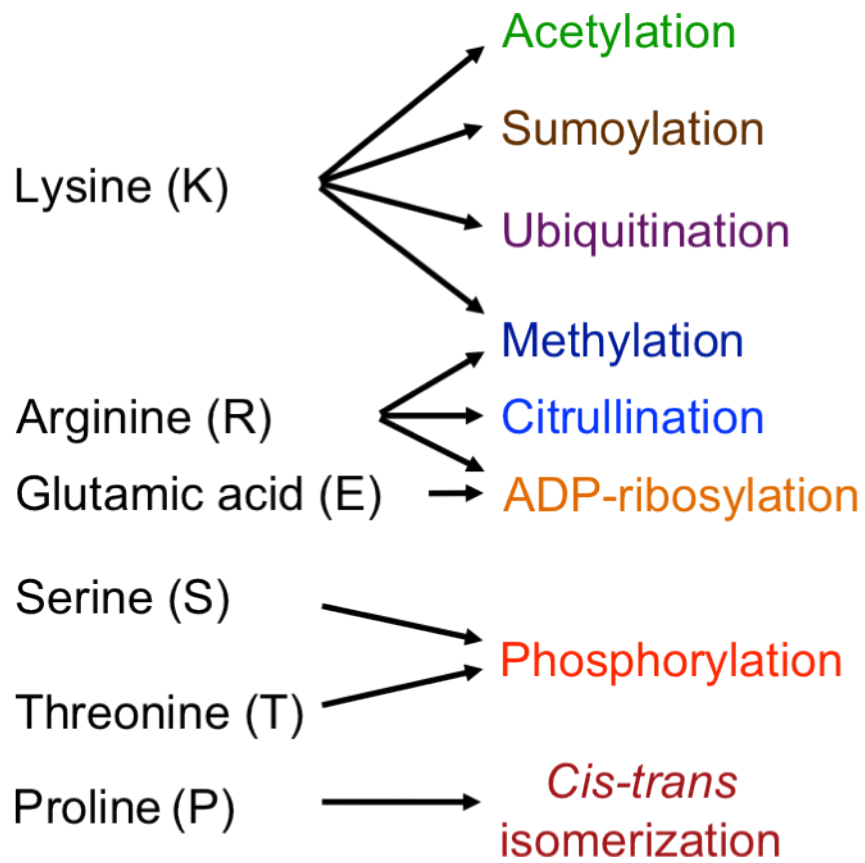 Acetylation
Sumoylation
Lysine (K)
Ubiquitination
Methylation
Arginine (R)
Citrullination
Glutamic acid (E)
ADP-ribosylation
Serine (S)
Phosphorylation
Threonine (T)
Proline (P)
Cis-trans
isomerization